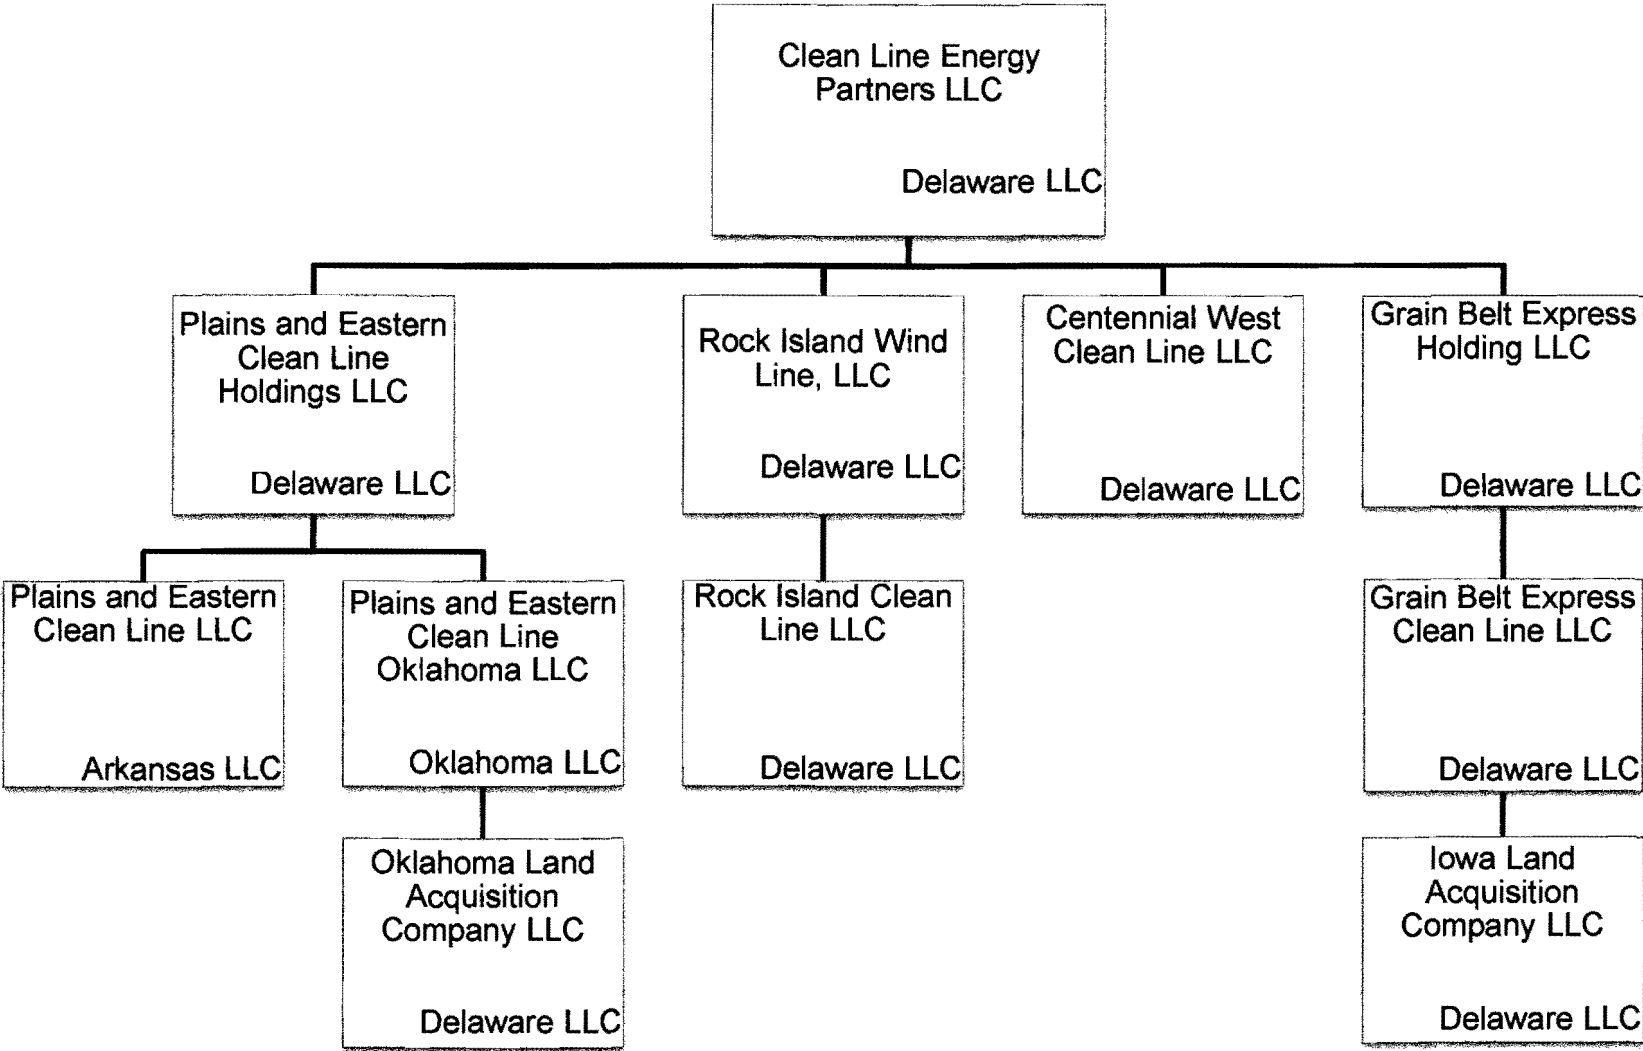 Clean Line Energy
Partners LLC
Delaware LLC
Plains and Eastern
Clean Line
Holdings LLC
Delaware LLC
Rock Island Wind
Line, LLC
Delaware LLC
Centennial West
Clean Line LLC
Delaware LLC
Grain Belt Express
Holding LLC
Delaware LLC
Plains and Eastern
Clean Line LLC
Arkansas LLC
Plains and Eastern
Clean Line
Oklahoma LLC
Oklahoma LLC
Rock Island Clean
Line LLC
Delaware LLC
Grain Belt Express
Clean Line LLC
Delaware LLC
Oklahoma Land
Acquisition
Company LLC
Delaware LLC
Iowa Land
Acquisition
Company LLC
Delaware LLC